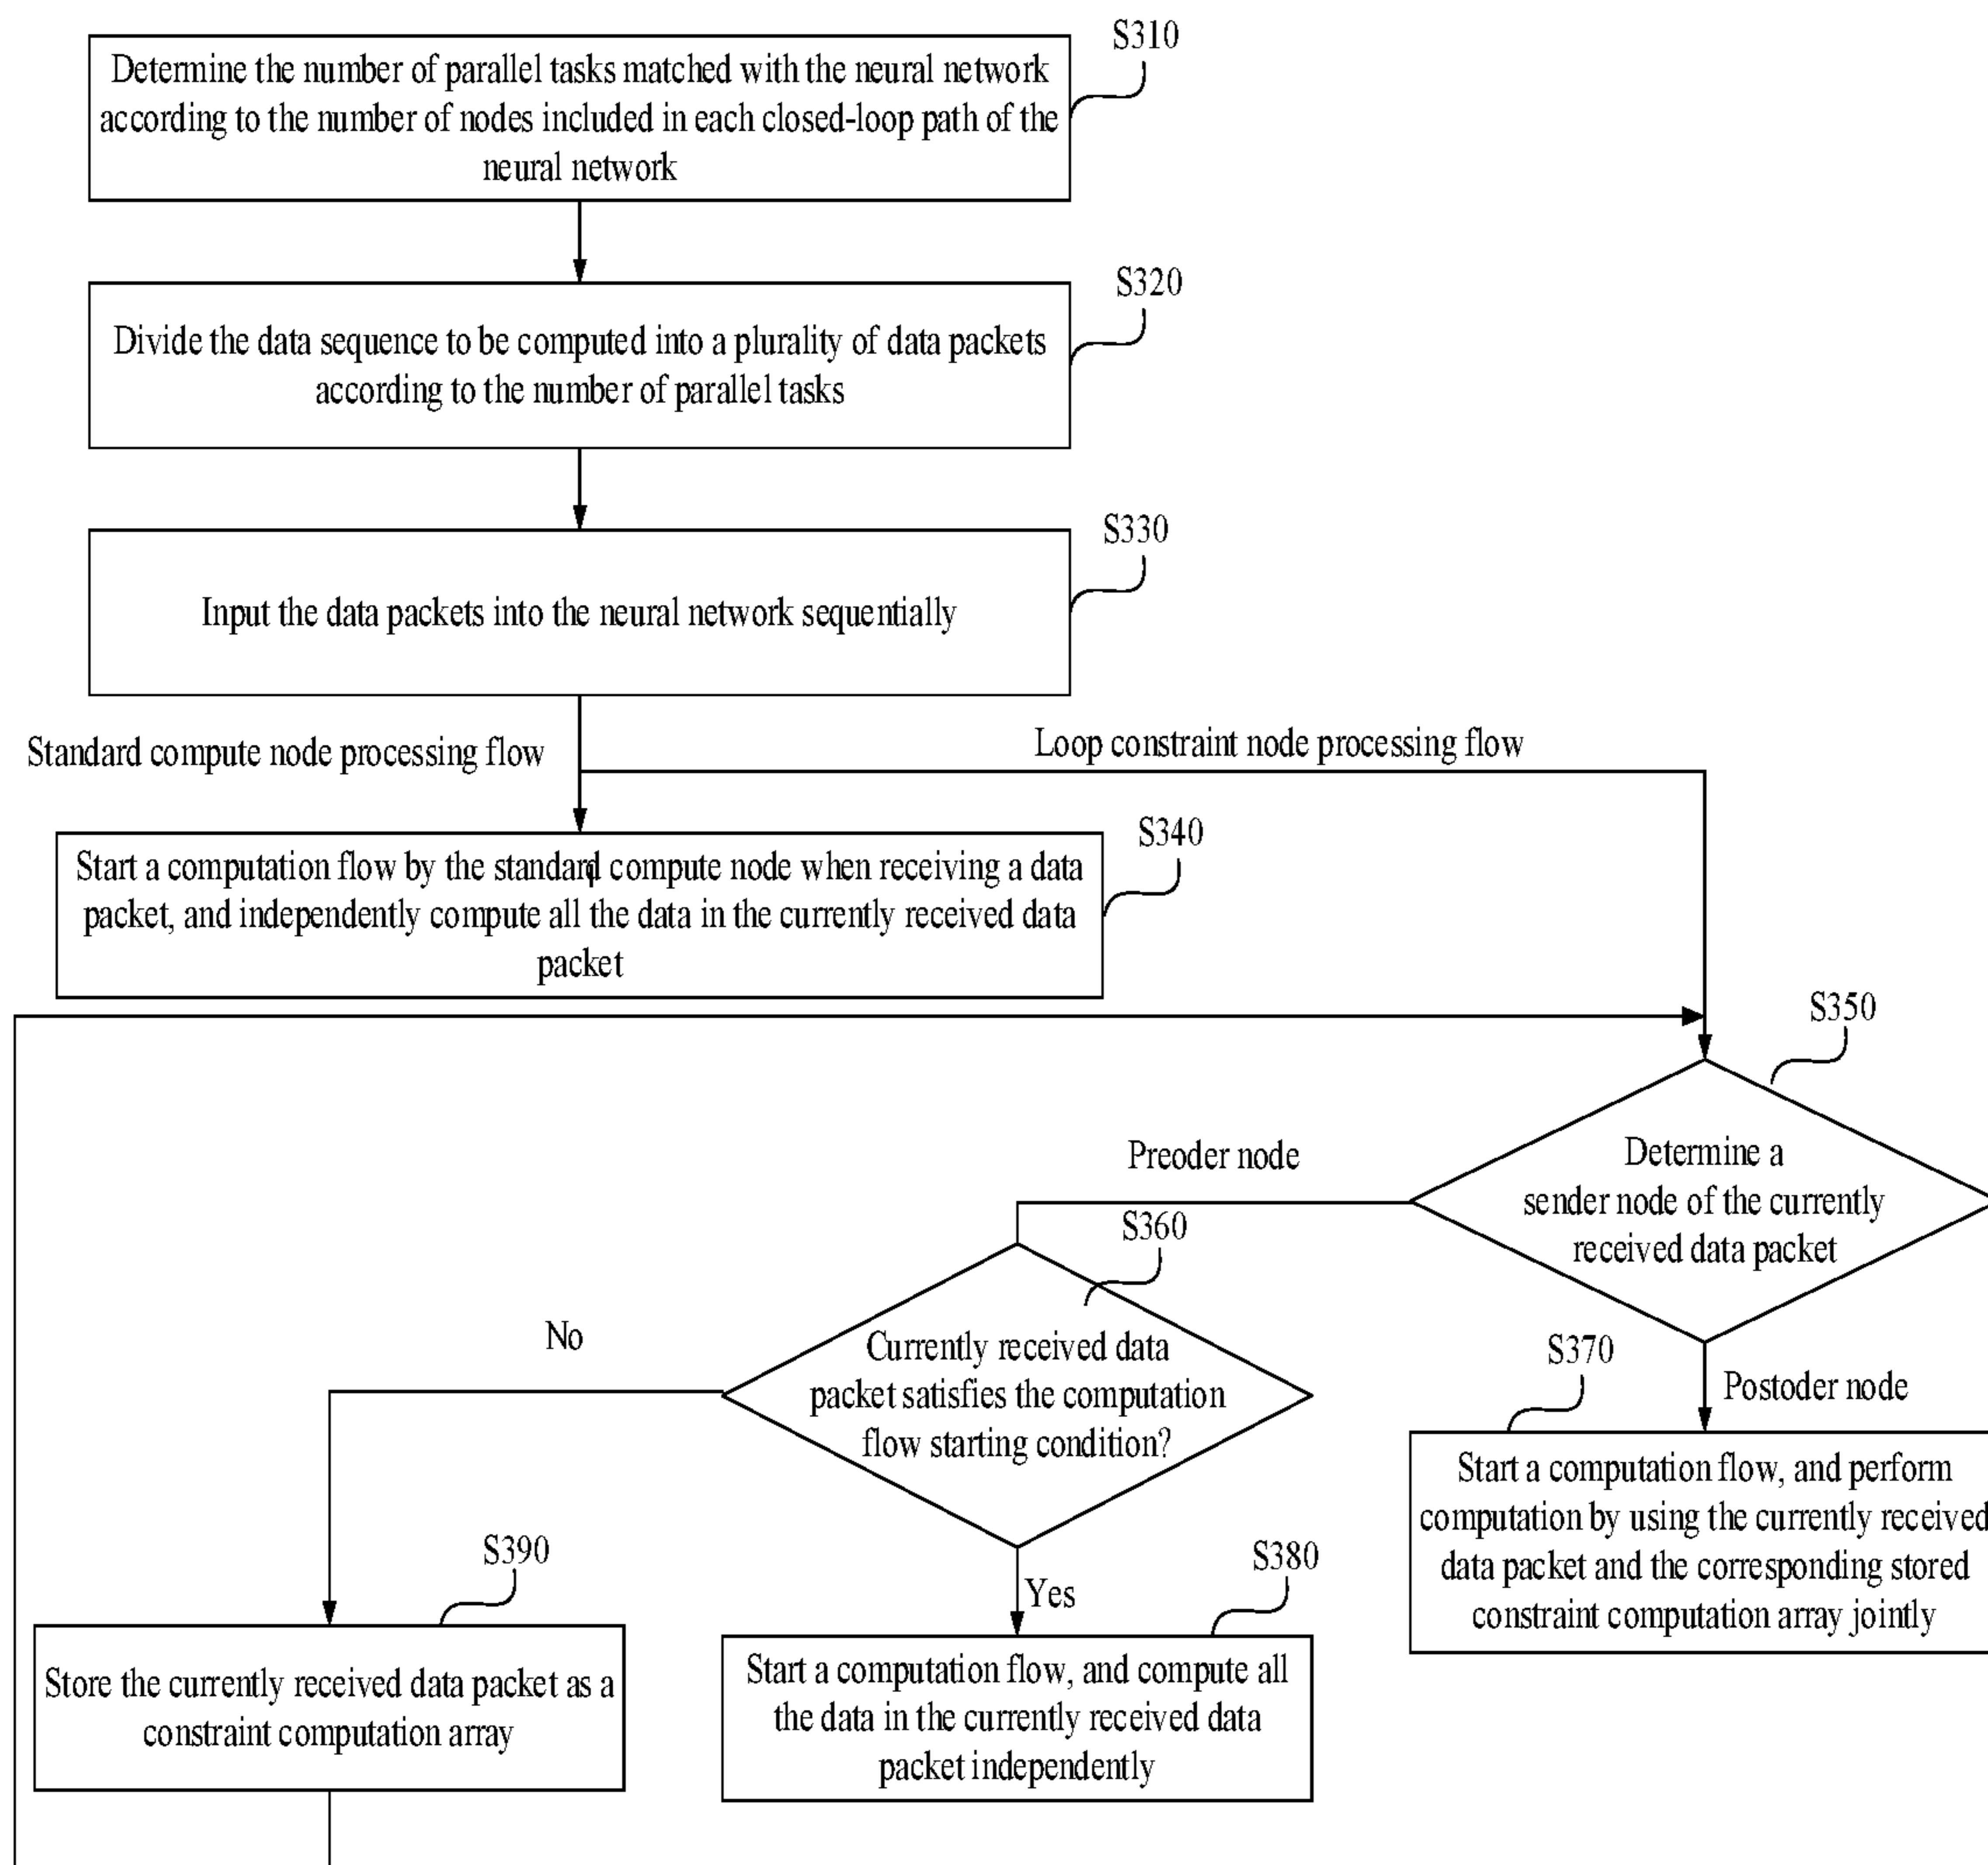 S310
Determine the number of parallel tasks matched with the neural network
according to the number of nodes included in each closed-loop path of the
neural network
S320
Divide the data sequence to be computed into a plurality of data packets
according to the number of parallel tasks
S330
Input the data packets into the neural network sequentially
Standard compute node processing flow
Loop constraint node processing flow
S340
Start a computation flow by the standard compute node when receiving a data
packet, and independently compute all the data in the currently received data
packet
S350
Determine a
sender node of the currently
received data packet
Preoder node
S360
Currently received data
packet satisfies the computation
flow starting condition?
No
S370
Postoder node
Start a computation flow, and perform
computation by using the currently received
data packet and the corresponding stored
constraint computation array jointly
S390
Store the currently received data packet as a
constraint computation array
Yes
S380
Start a computation flow, and compute all
the data in the currently received data
packet independently